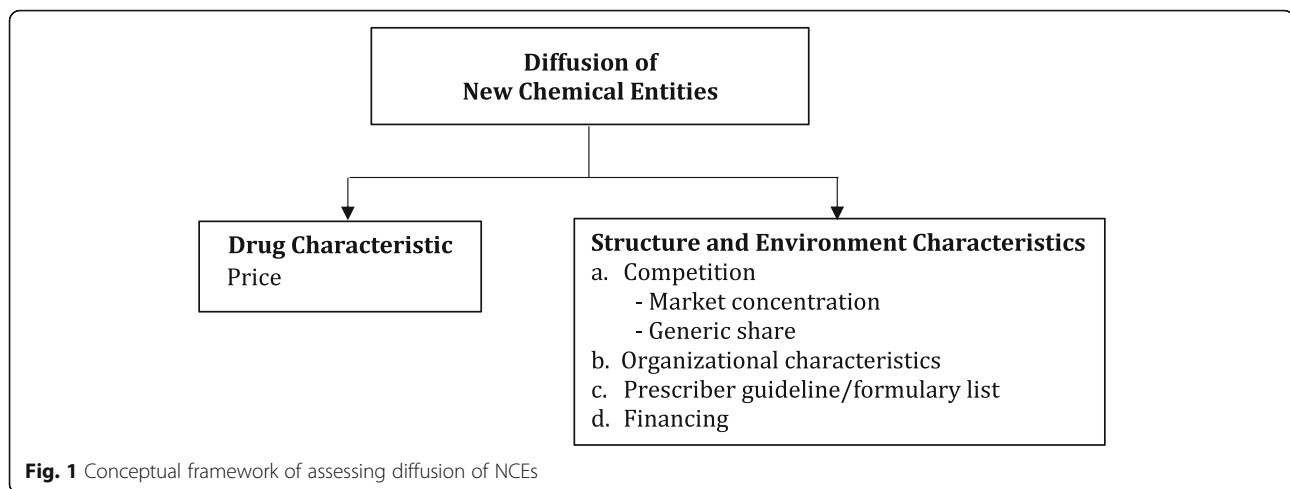 Diffusion of
New Chemical Entities
Drug Characteristic
Price
Structure and Environment Characteristics
a. Competition
- Market concentration
- Generic share
b. Organizational characteristics
c. Prescriber guideline/formulary list
d. Financing
Fig. 1 Conceptual framework of assessing diffusion of NCEs